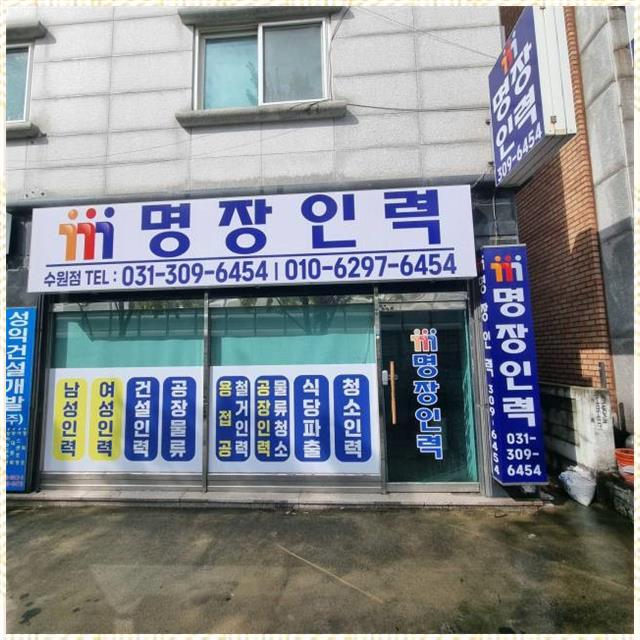 명장인력
309-6454
명장인력
수원점 TEL : 031-309-6454 | 010-6297-6454
성익건설개발(주)
남성인력
여성인력
건설인력
공장물류
용접공
철거인력
공장인력
물류청소
식당파출
청소인력
명장인력
명장인력 309-6454
명장인력
031-
309-
6454